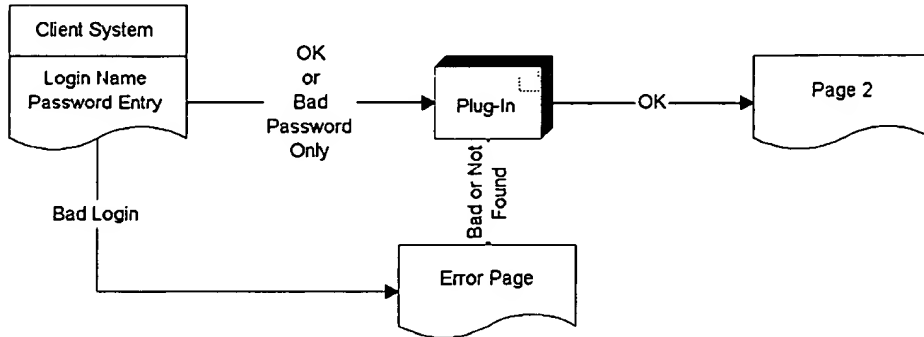 Client System
Login Name
Password Entry
OK
or
Bad
Password
Only
Plug-In
OK
Page 2
Bad Login
Bad or Not
Found
Error Page